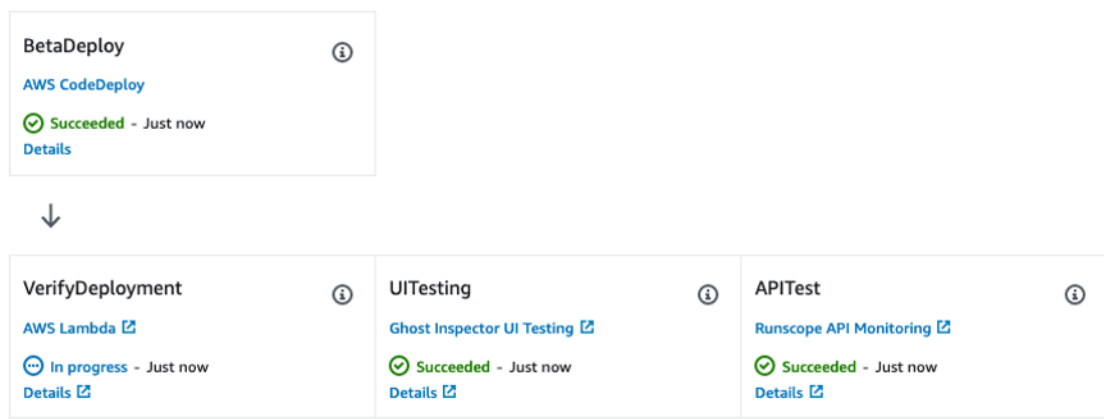 BetaDeploy
AWS CodeDeploy
Succeeded - Just now
Details
VerifyDeployment
AWS Lambda
In progress - Just now
Details
UITesting
Ghost Inspector UI Testing
Succeeded - Just now
Details
APITest
Runscope API Monitoring
Succeeded - Just now
Details